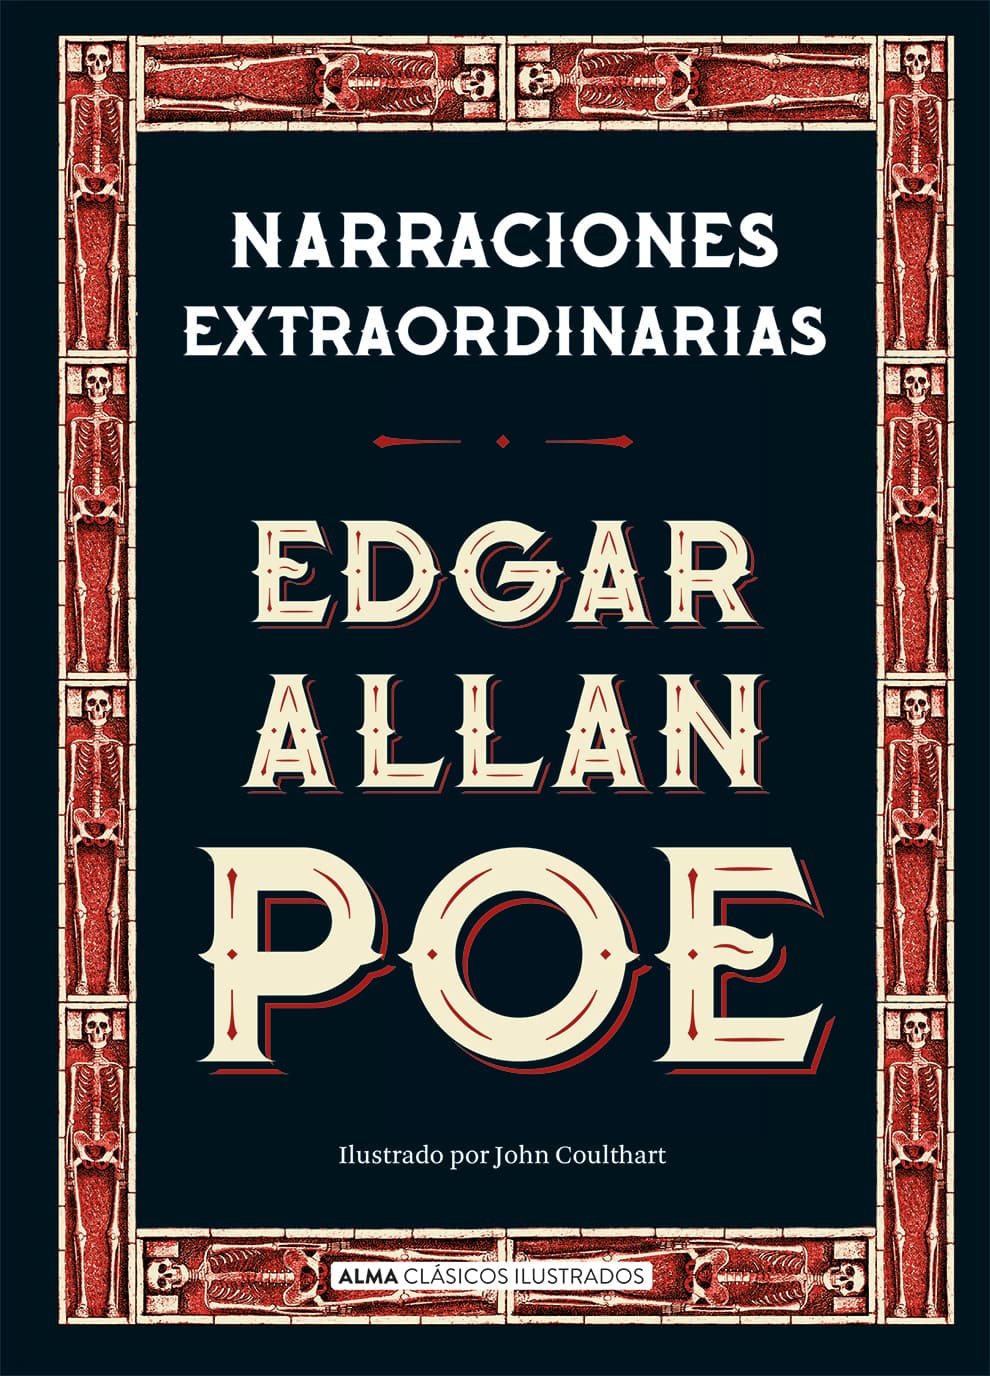 NARRACIONES
EXTRAORDINARIAS
EDGAR
ALLAN
POE
Ilustrado por John Coulthart
ALMA CLÁSICOS ILUSTRADOS